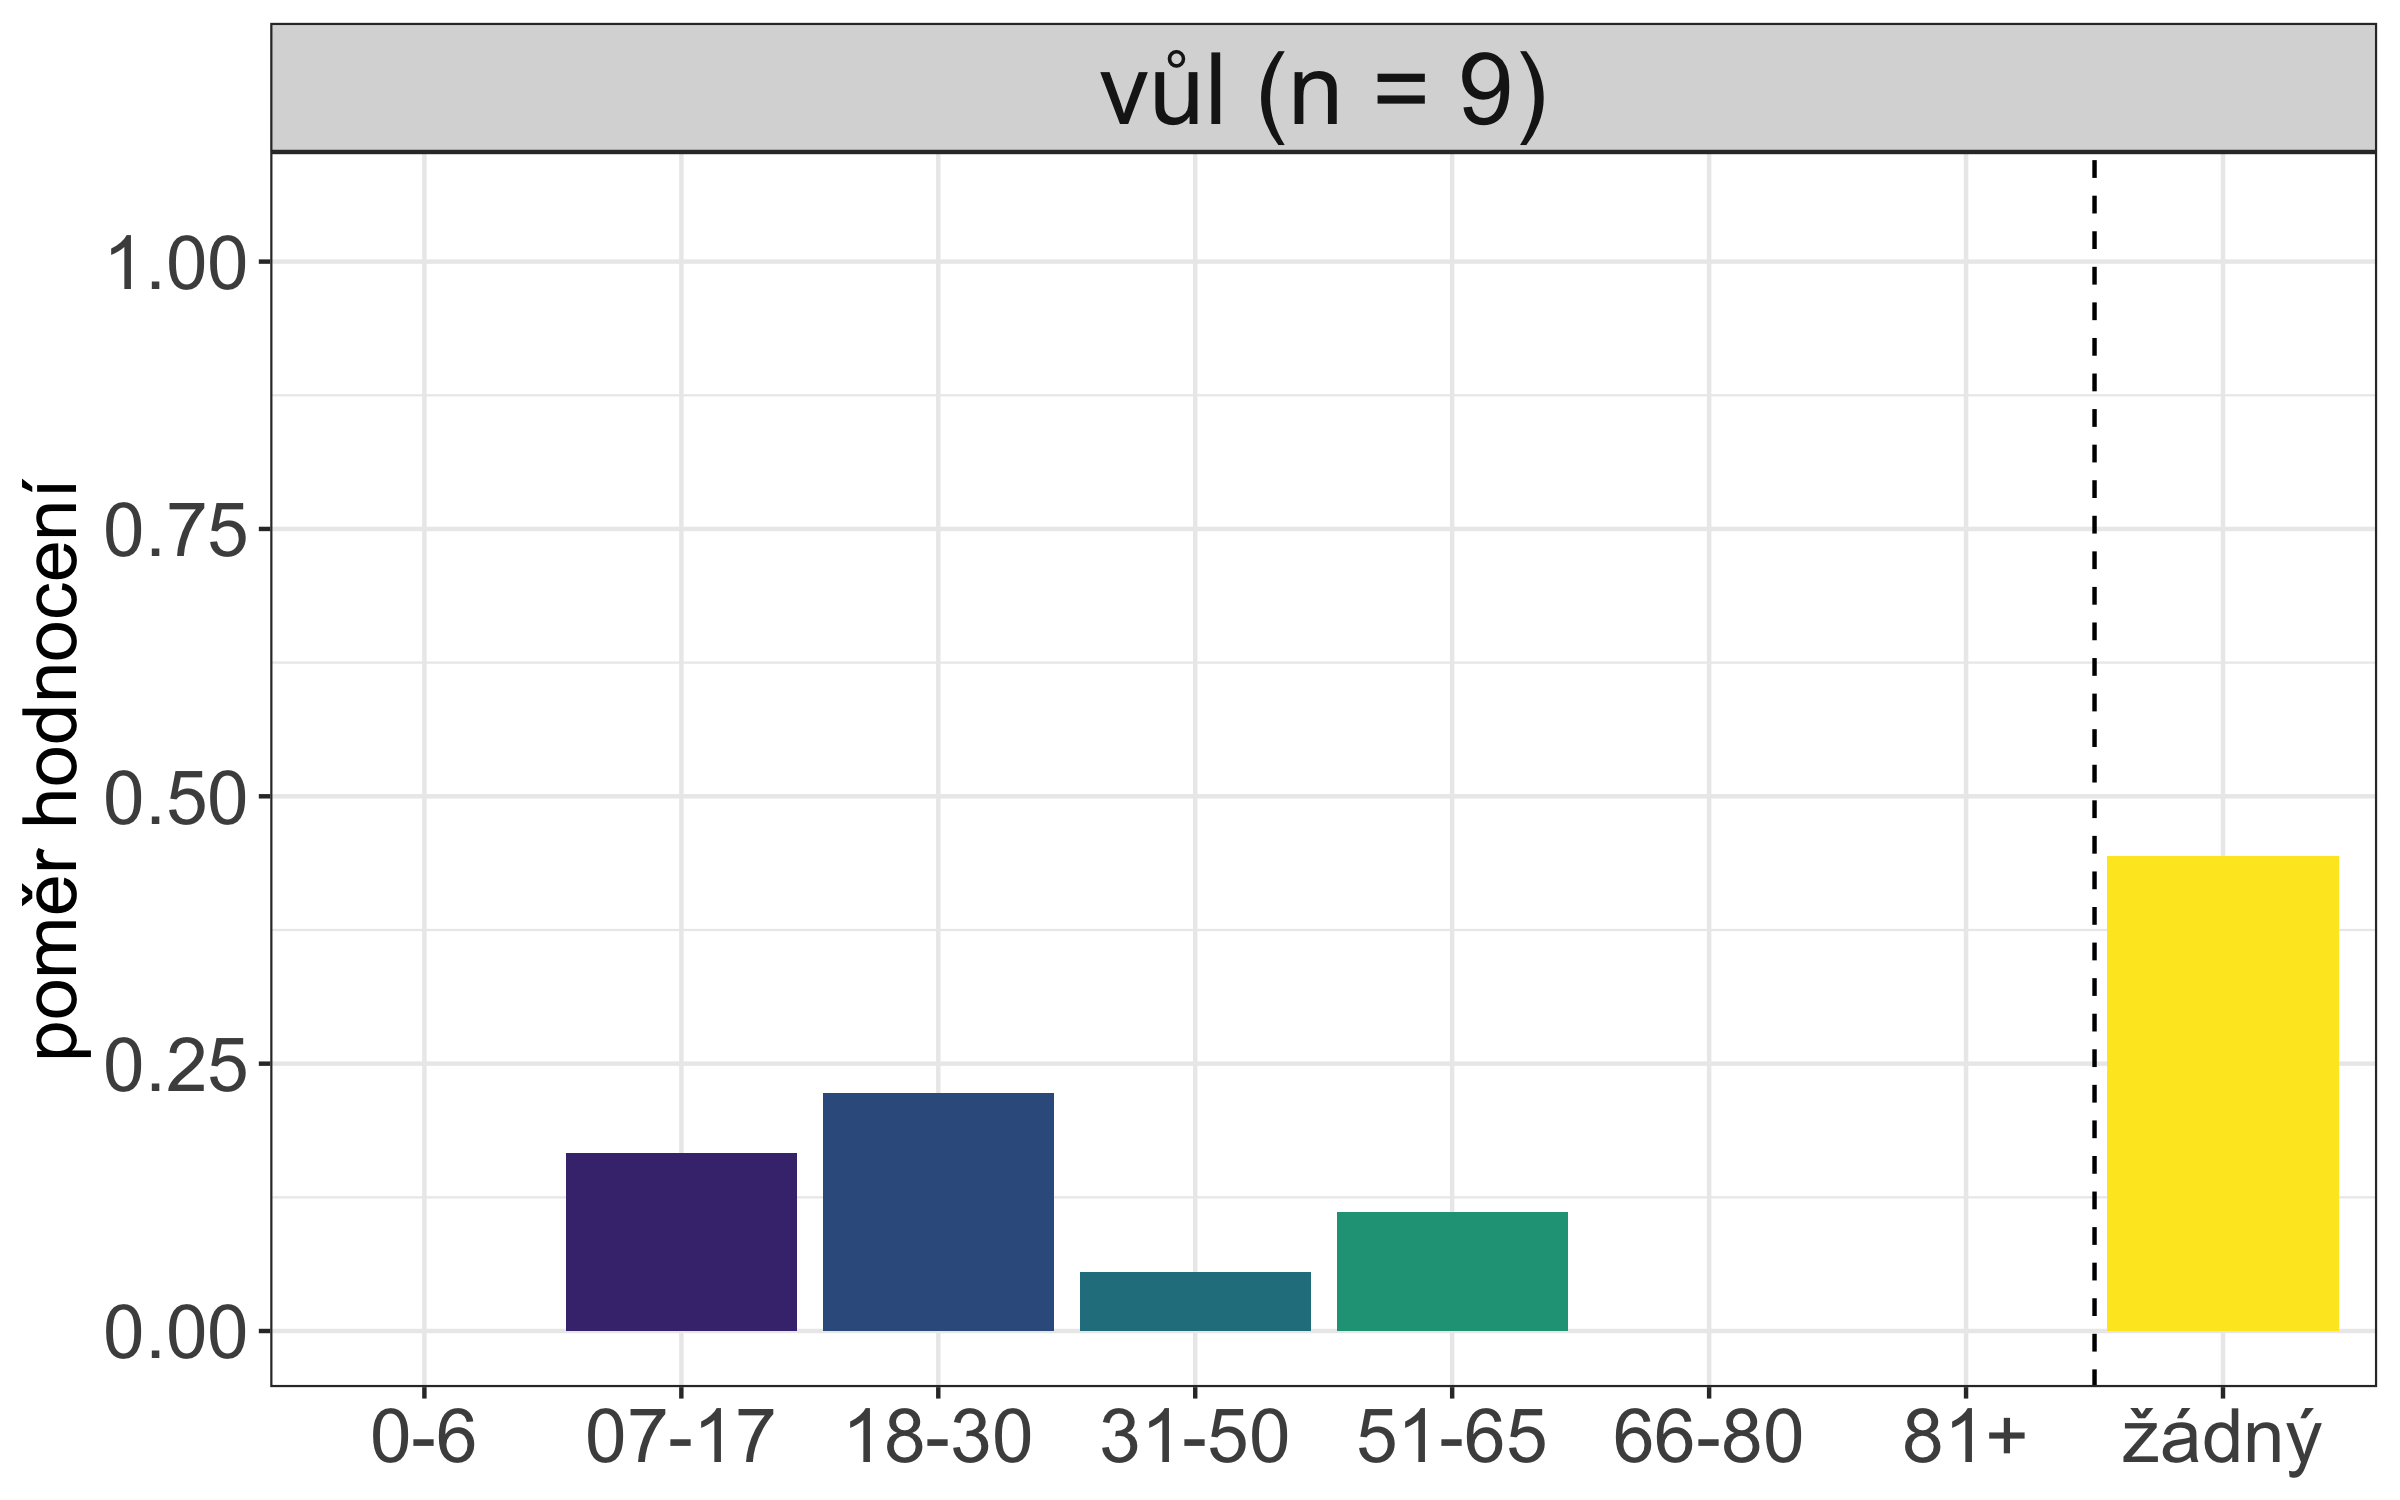 vůl (n = 9)
poměr hodnocení
1.00
0.75
0.50
0.25
0.00
0-6 07-17 18-30 31-50 51-65 66-80 81+ žádný